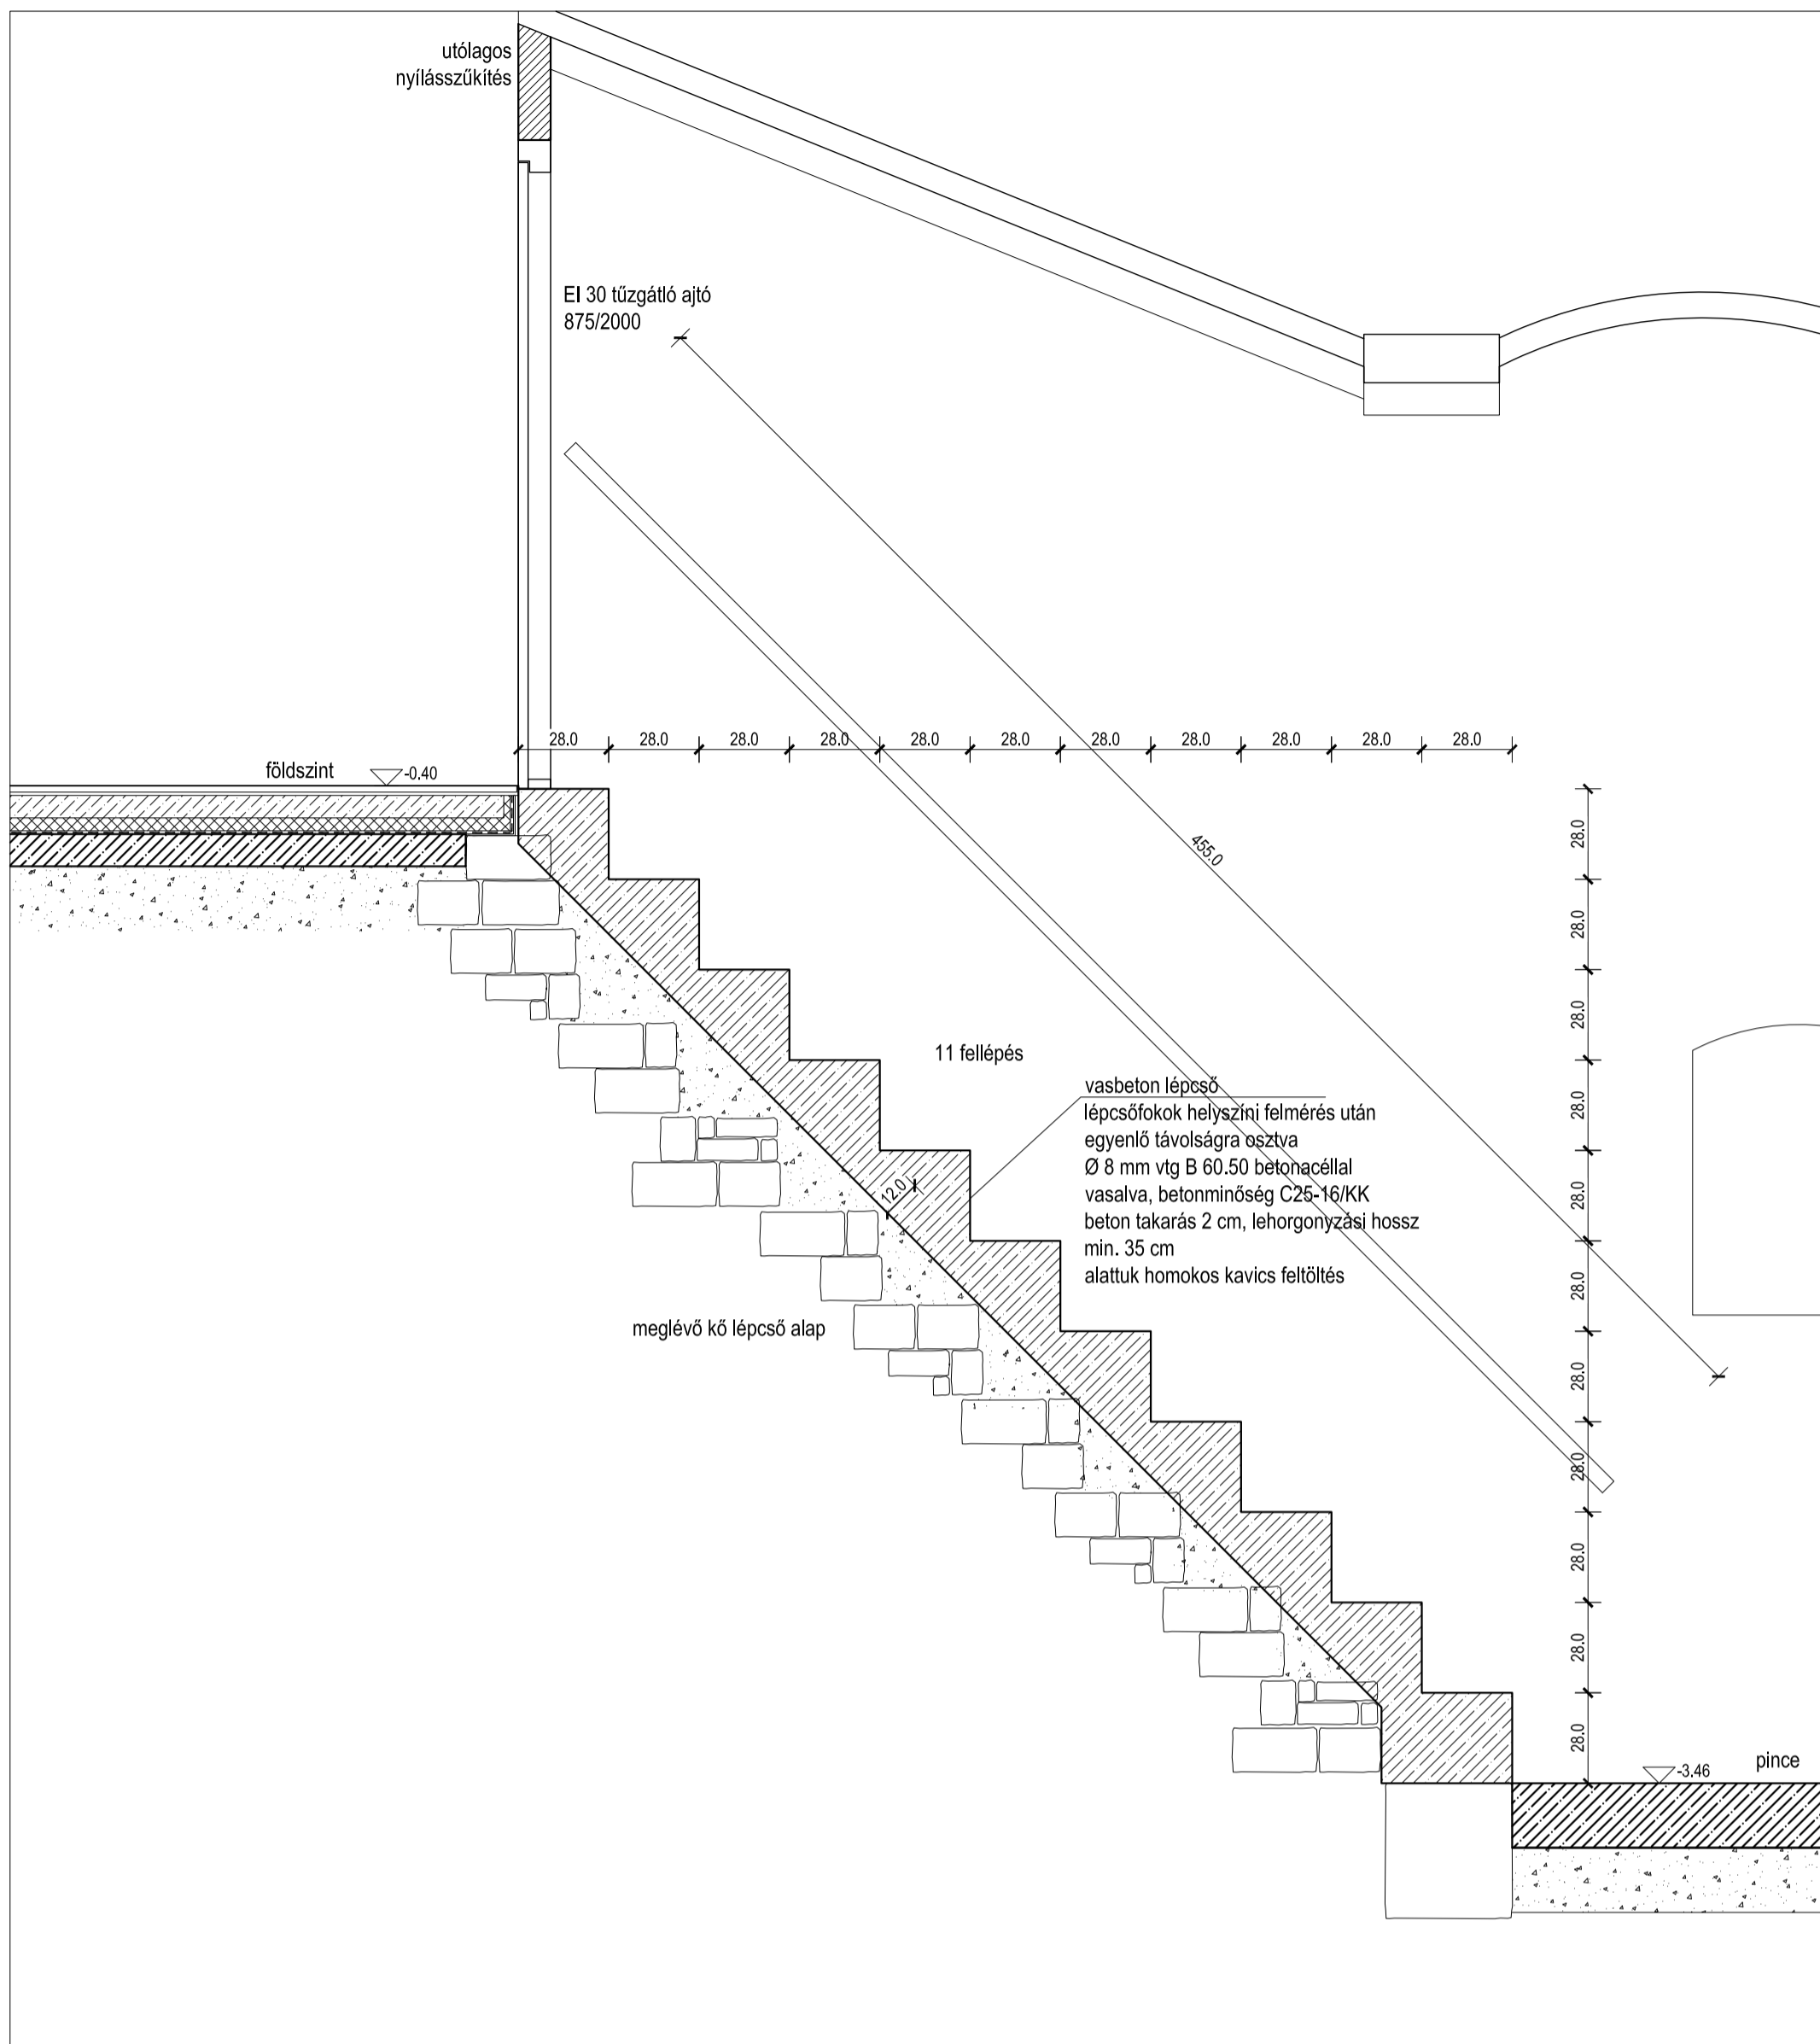 utólagos
nyílásszűkítés
EI 30 tűzgátló ajtó
875/2000
28.0 28.0 28.0 28.0 28.0 28.0 28.0 28.0 28.0 28.0 28.0
földszint -0.40
28.0
28.0
28.0
28.0
28.0
28.0
28.0
28.0
28.0
28.0
28.0
455.0
11 fellépés
vasbeton lépcső
lépcsőfokok helyszíni felmérés után
egyenlő távolságra osztva
Ø 8 mm vtg B 60.50 betonacéllal
vasalva, betonminőség C25-16/KK
beton takarás 2 cm, lehorgonyzási hossz
min. 35 cm
alattuk homokos kavics feltöltés
12.0
meglévő kő lépcső alap
pince
-3.46